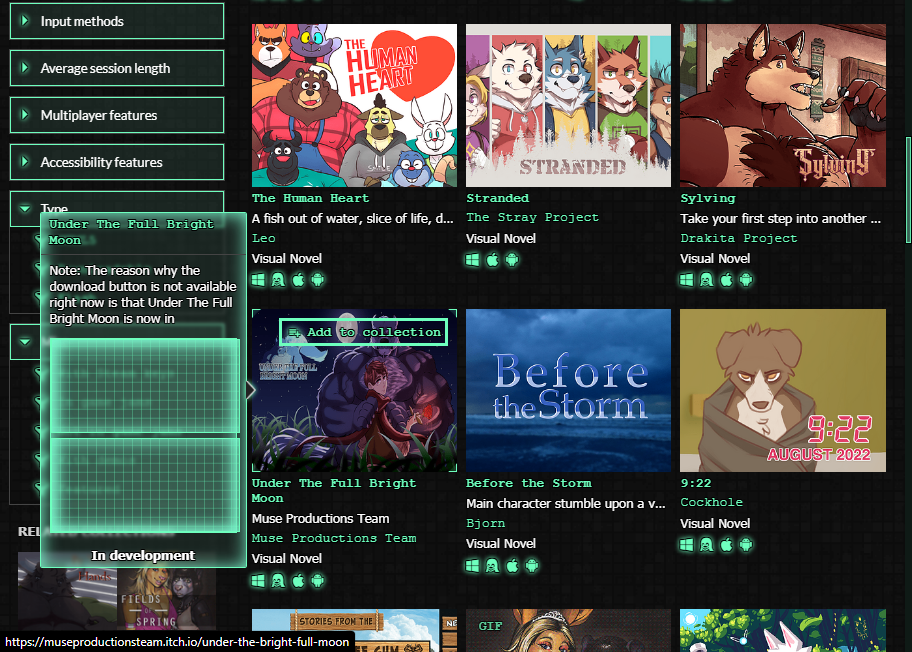 Input methods
Average session length
Multiplayer features
Accessibility features
Type
Under The Full Bright
Moon
Note: The reason why the
download button is not available
right now is that Under The Full
Bright Moon is now in
In development
FIELDS
OF
SPRING
https://museproductionsteam.itch.io/under-the-bright-full-moon
THE
HUMAN
HEART
The Human Heart
A fish out of water, slice of life, d...
Leo
Visual Novel
STRANDED
Stranded
The Stray Project
Visual Novel
Sylving
Sylving
Take your first step into another ...
Drakita Project
Visual Novel
Add to collection
UNDER THE FULL
BRIGHT MOON
Under The Full Bright
Moon
Muse Productions Team
Muse Productions Team
Visual Novel
Before
the Storm
Before the Storm
Main character stumble upon a v...
Bjorn
Visual Novel
9:22
AUGUST 2022
9:22
Cockhole
Visual Novel
STORIES FROM THE
GIF